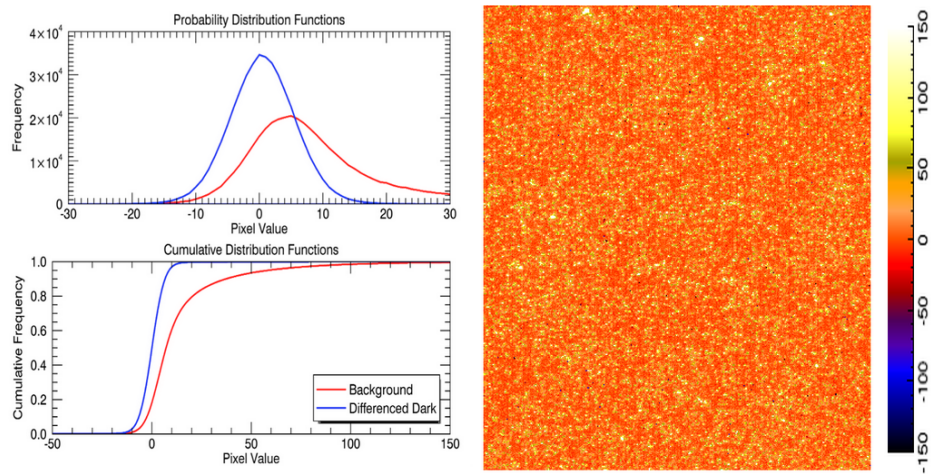 Probability Distribution Functions
4×10⁴
3×10⁴
2×10⁴
1×10⁴
0
Frequency
-30 -20 -10 0 10 20 30
Pixel Value
Cumulative Distribution Functions
1.0
0.8
0.6
0.4
0.2
0.0
Cumulative Frequency
Background
Differenced Dark
-50 0 50 100 150
Pixel Value
150
100
50
0
-50
-100
-150